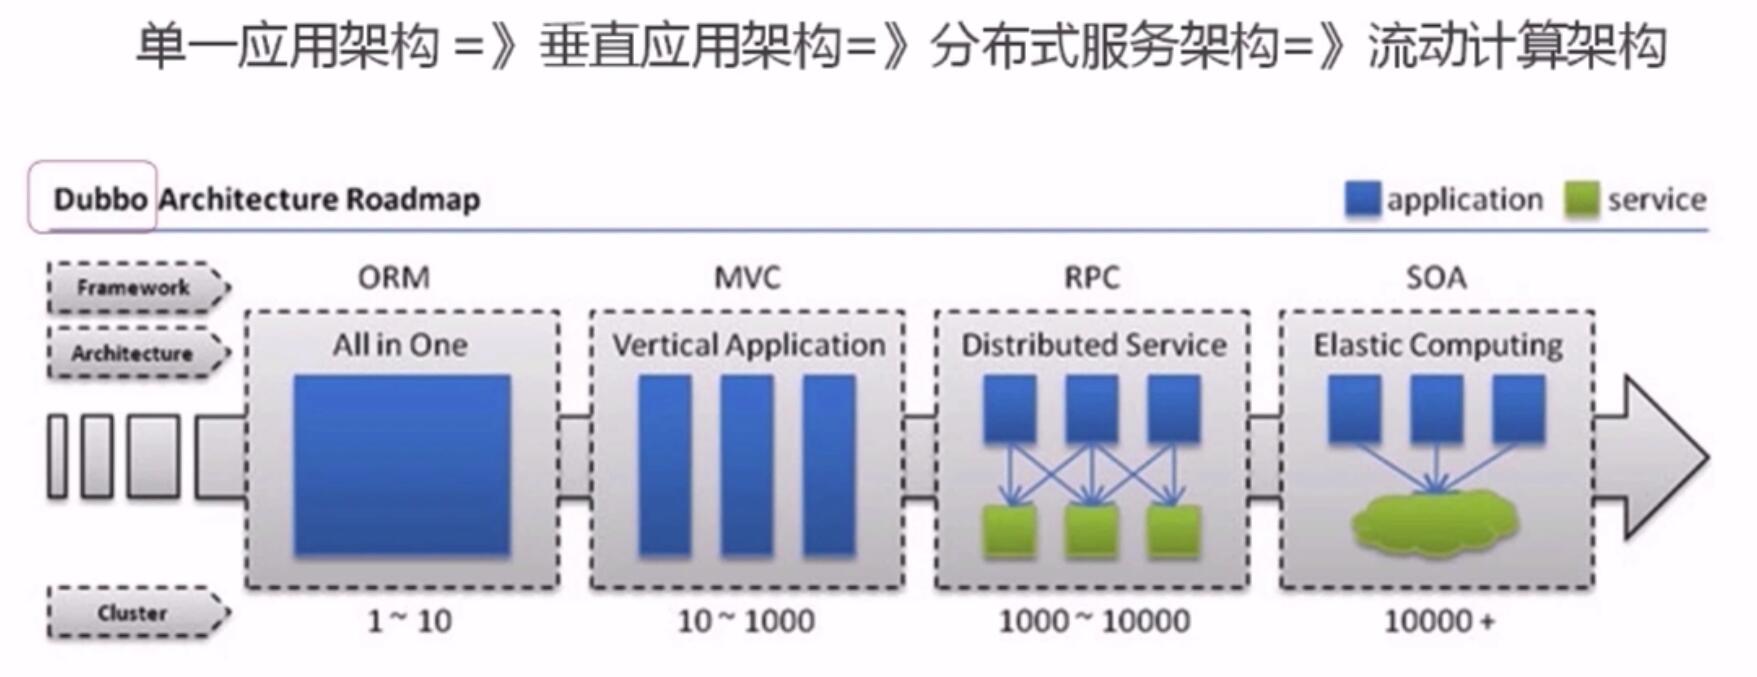 单一应用架构 =》垂直应用架构=》分布式服务架构=》流动计算架构
Dubbo Architecture Roadmap
application service
Framework
ORM MVC RPC SOA
Architecture
All in One Vertical Application Distributed Service Elastic Computing
Cluster
1 ~ 10 10 ~ 1000 1000 ~ 10000 10000 +